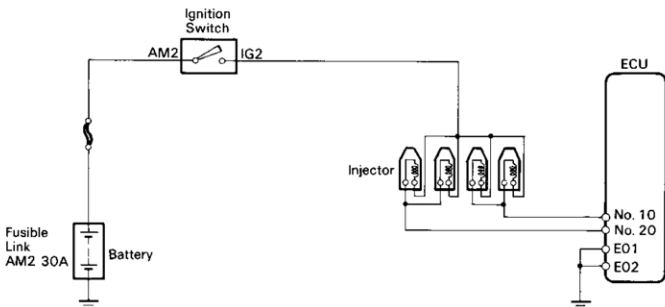 Ignition
Switch
AM2
IG2
ECU
Injector
No. 10
No. 20
E01
E02
Fusible
Link
AM2 30A
Battery